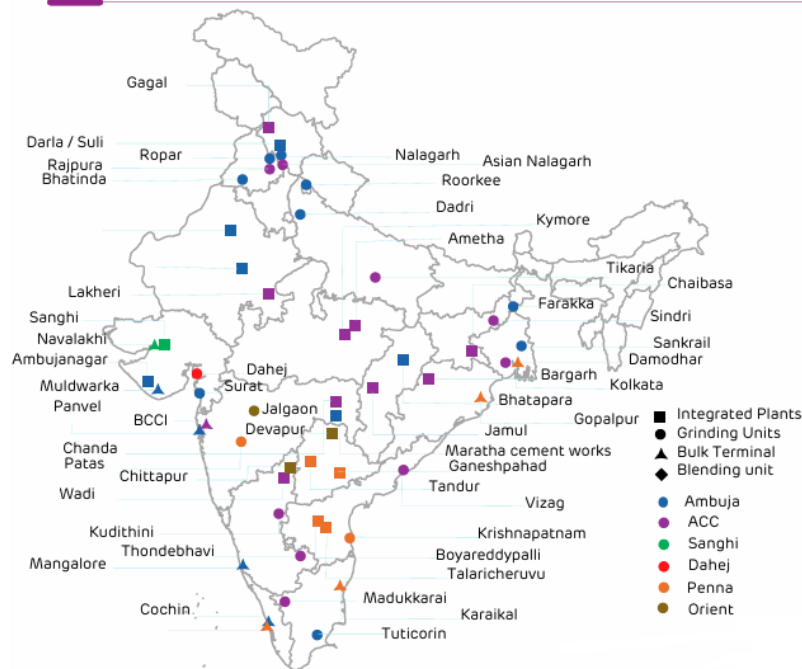 Gagal
Darla / Suli
Ropar
Nalagarh
Asian Nalagarh
Rajpura
Bhatinda
Roorkee
Dadri
Kymore
Ametha
Tikaria
Chaibasa
Lakheri
Farakka
Sanghi
Sindri
Navalakhi
Sankrail
Ambujanagar
Damodhar
Dahej
Bargarh
Muldwarka
Surat
Kolkata
Panvel
Jalgaon
Bhatapara
BCCI
Devapur
Gopalpur
Jamul
Chanda
Maratha cement works
Patas
Ganeshpahad
Chittapur
Tandur
Wadi
Vizag
Kudithini
Krishnapatnam
Thondebhavi
Boyareddypalli
Mangalore
Talaricheruvu
Madukkarai
Cochin
Karaikal
Tuticorin
Integrated Plants
Grinding Units
Bulk Terminal
Blending unit
Ambuja
ACC
Sanghi
Dahej
Penna
Orient